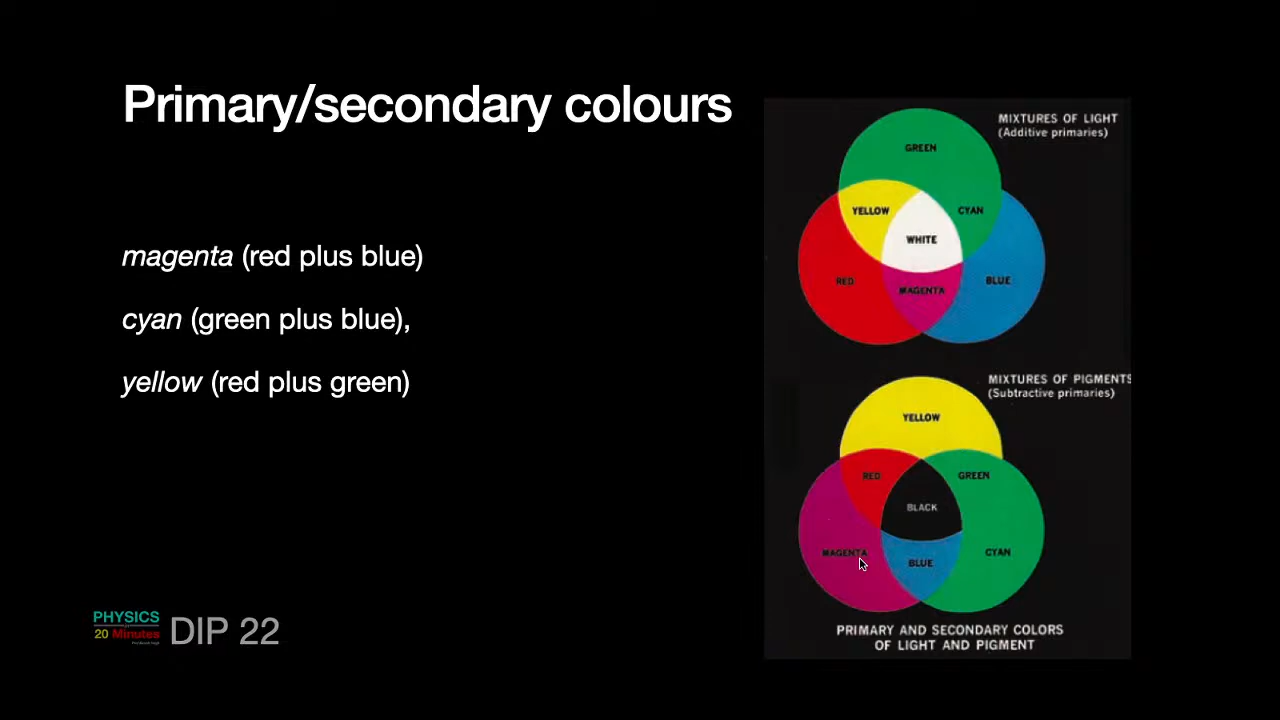 Primary/secondary colours
magenta (red plus blue)
cyan (green plus blue),
yellow (red plus green)
MIXTURES OF LIGHT
(Additive primaries)
GREEN
YELLOW
CYAN
WHITE
RED
BLUE
MAGENTA
MIXTURES OF PIGMENTS
(Subtractive primaries)
YELLOW
RED
GREEN
BLACK
MAGENTA
CYAN
BLUE
PRIMARY AND SECONDARY COLORS
OF LIGHT AND PIGMENT
PHYSICS
20 Minutes
DIP 22